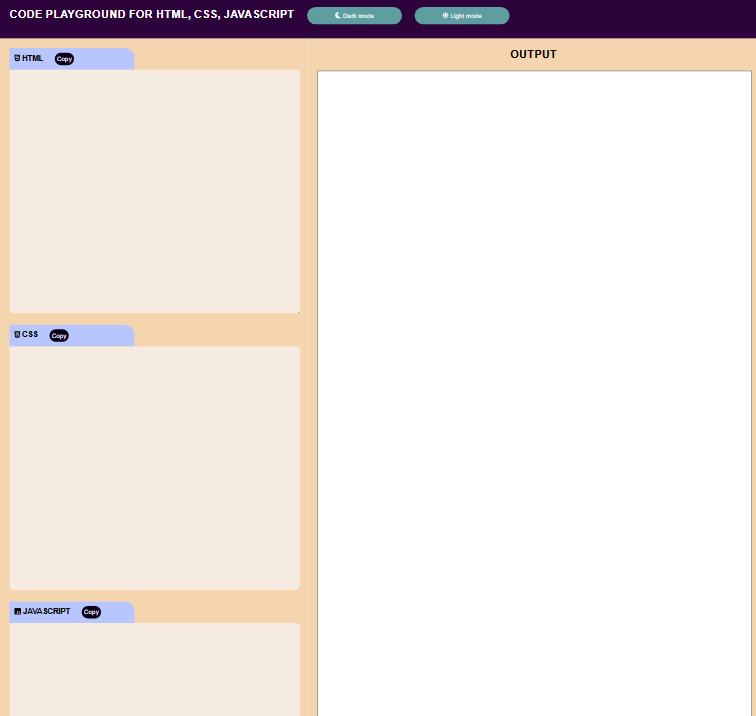 CODE PLAYGROUND FOR HTML, CSS, JAVASCRIPT
Dark mode
Light mode
HTML
Copy
OUTPUT
CSS
Copy
JAVASCRIPT
Copy